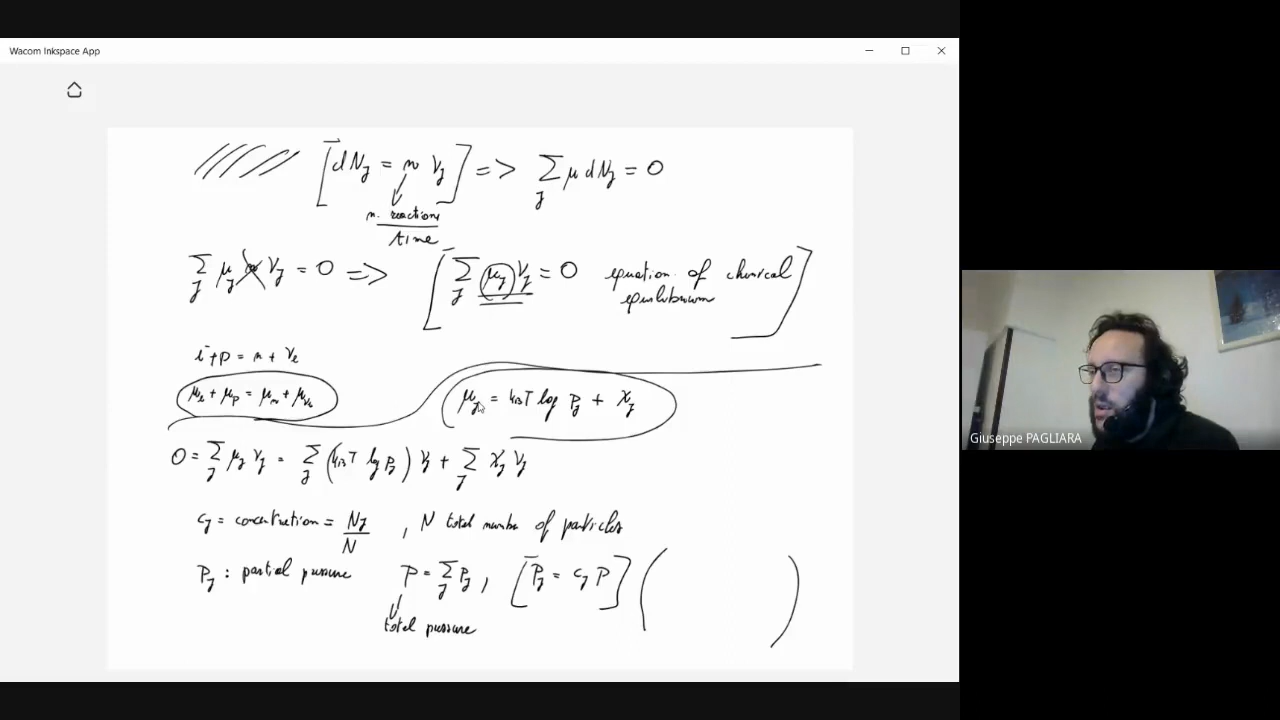 Wacom Inkspace App
[dN_j = n ν_j] => Σ_j μ dN_j = 0
n. reactions
time
Σ_j μ_j n ν_j = 0 => [Σ_j μ_j ν_j = 0 equation of chemical
equilibrium]
e⁻+p = n + ν_e
μ_e + μ_p = μ_n + μ_ν_e
μ_j = k_B T log P_j + χ_j
0 = Σ_j μ_j ν_j = Σ_j (k_B T log P_j) ν_j + Σ_j χ_j ν_j
c_j = concentration = N_j/N , N total number of particles
P_j : partial pressure P = Σ_j P_j , [P_j = c_j P] ( )
total pressure
Giuseppe PAGLIARA